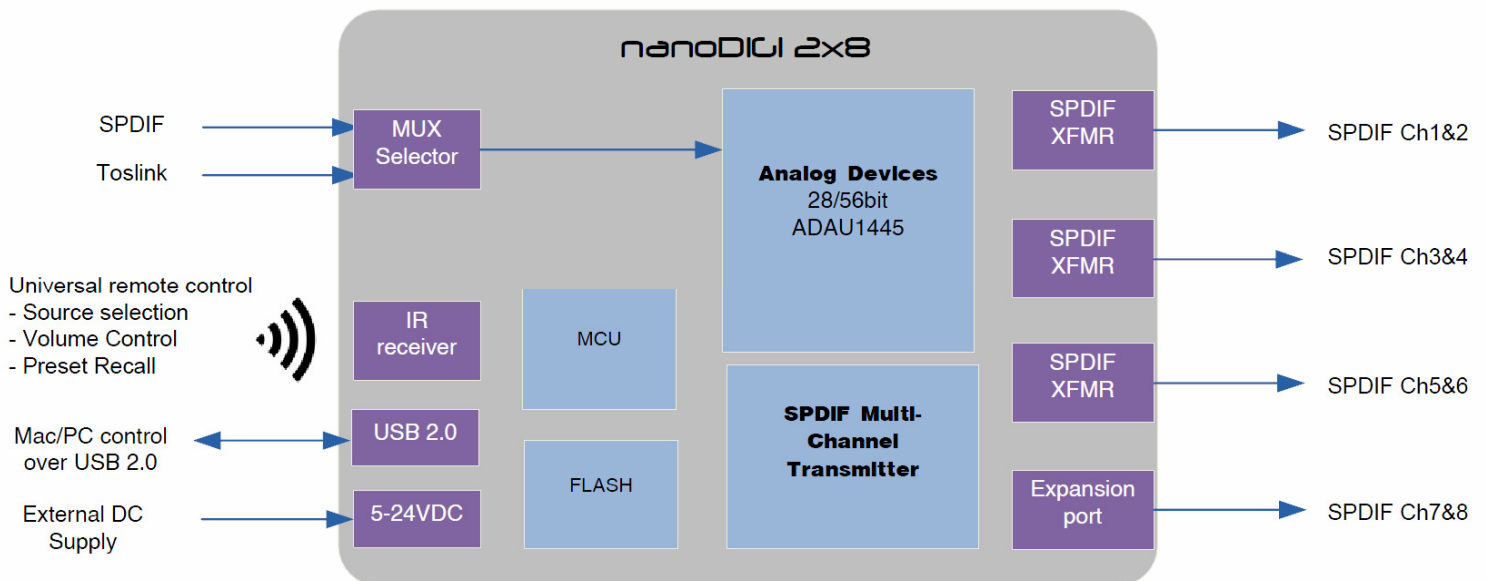 nanoDIGI 2x8
SPDIF
Toslink
MUX
Selector
Analog Devices
28/56bit
ADAU1445
SPDIF
XFMR
SPDIF Ch1&2
SPDIF
XFMR
SPDIF Ch3&4
Universal remote control
- Source selection
- Volume Control
- Preset Recall
IR
receiver
MCU
SPDIF
XFMR
SPDIF Ch5&6
Mac/PC control
over USB 2.0
USB 2.0
FLASH
SPDIF Multi-
Channel
Transmitter
External DC
Supply
5-24VDC
Expansion
port
SPDIF Ch7&8